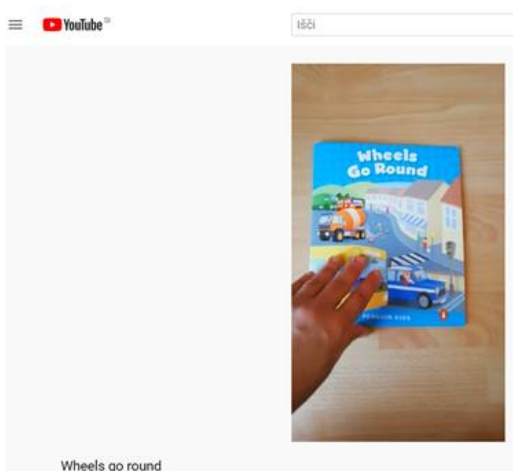 YouTube SI
Išči
Wheels
Go Round
PENGUIN KIDS
Wheels go round